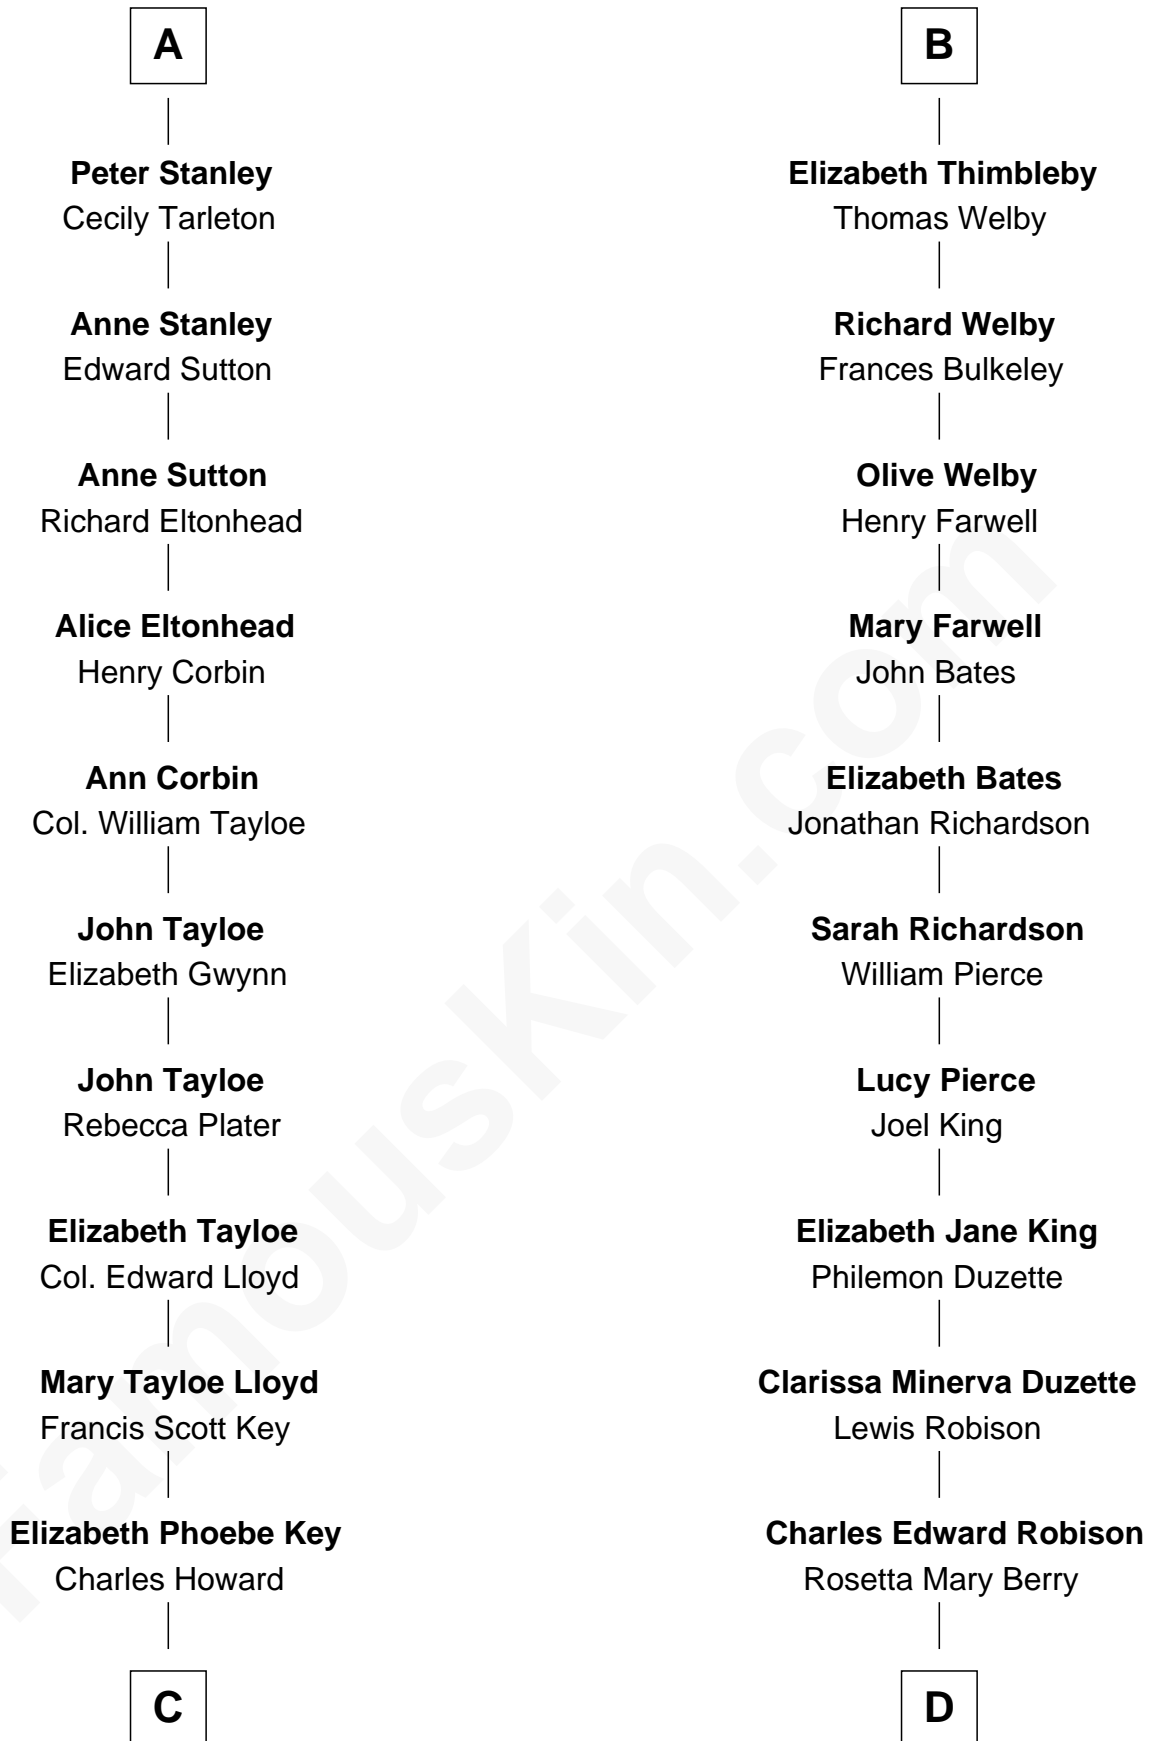 A
Peter Stanley
Cecily Tarleton
Anne Stanley
Edward Sutton
Anne Sutton
Richard Eltonhead
Alice Eltonhead
Henry Corbin
Ann Corbin
Col. William Tayloe
John Tayloe
Elizabeth Gwynn
John Tayloe
Rebecca Plater
Elizabeth Tayloe
Col. Edward Lloyd
Mary Tayloe Lloyd
Francis Scott Key
Elizabeth Phoebe Key
Charles Howard
C
B
Elizabeth Thimbleby
Thomas Welby
Richard Welby
Frances Bulkeley
Olive Welby
Henry Farwell
Mary Farwell
John Bates
Elizabeth Bates
Jonathan Richardson
Sarah Richardson
William Pierce
Lucy Pierce
Joel King
Elizabeth Jane King
Philemon Duzette
Clarissa Minerva Duzette
Lewis Robison
Charles Edward Robison
Rosetta Mary Berry
D
FamousKin.com